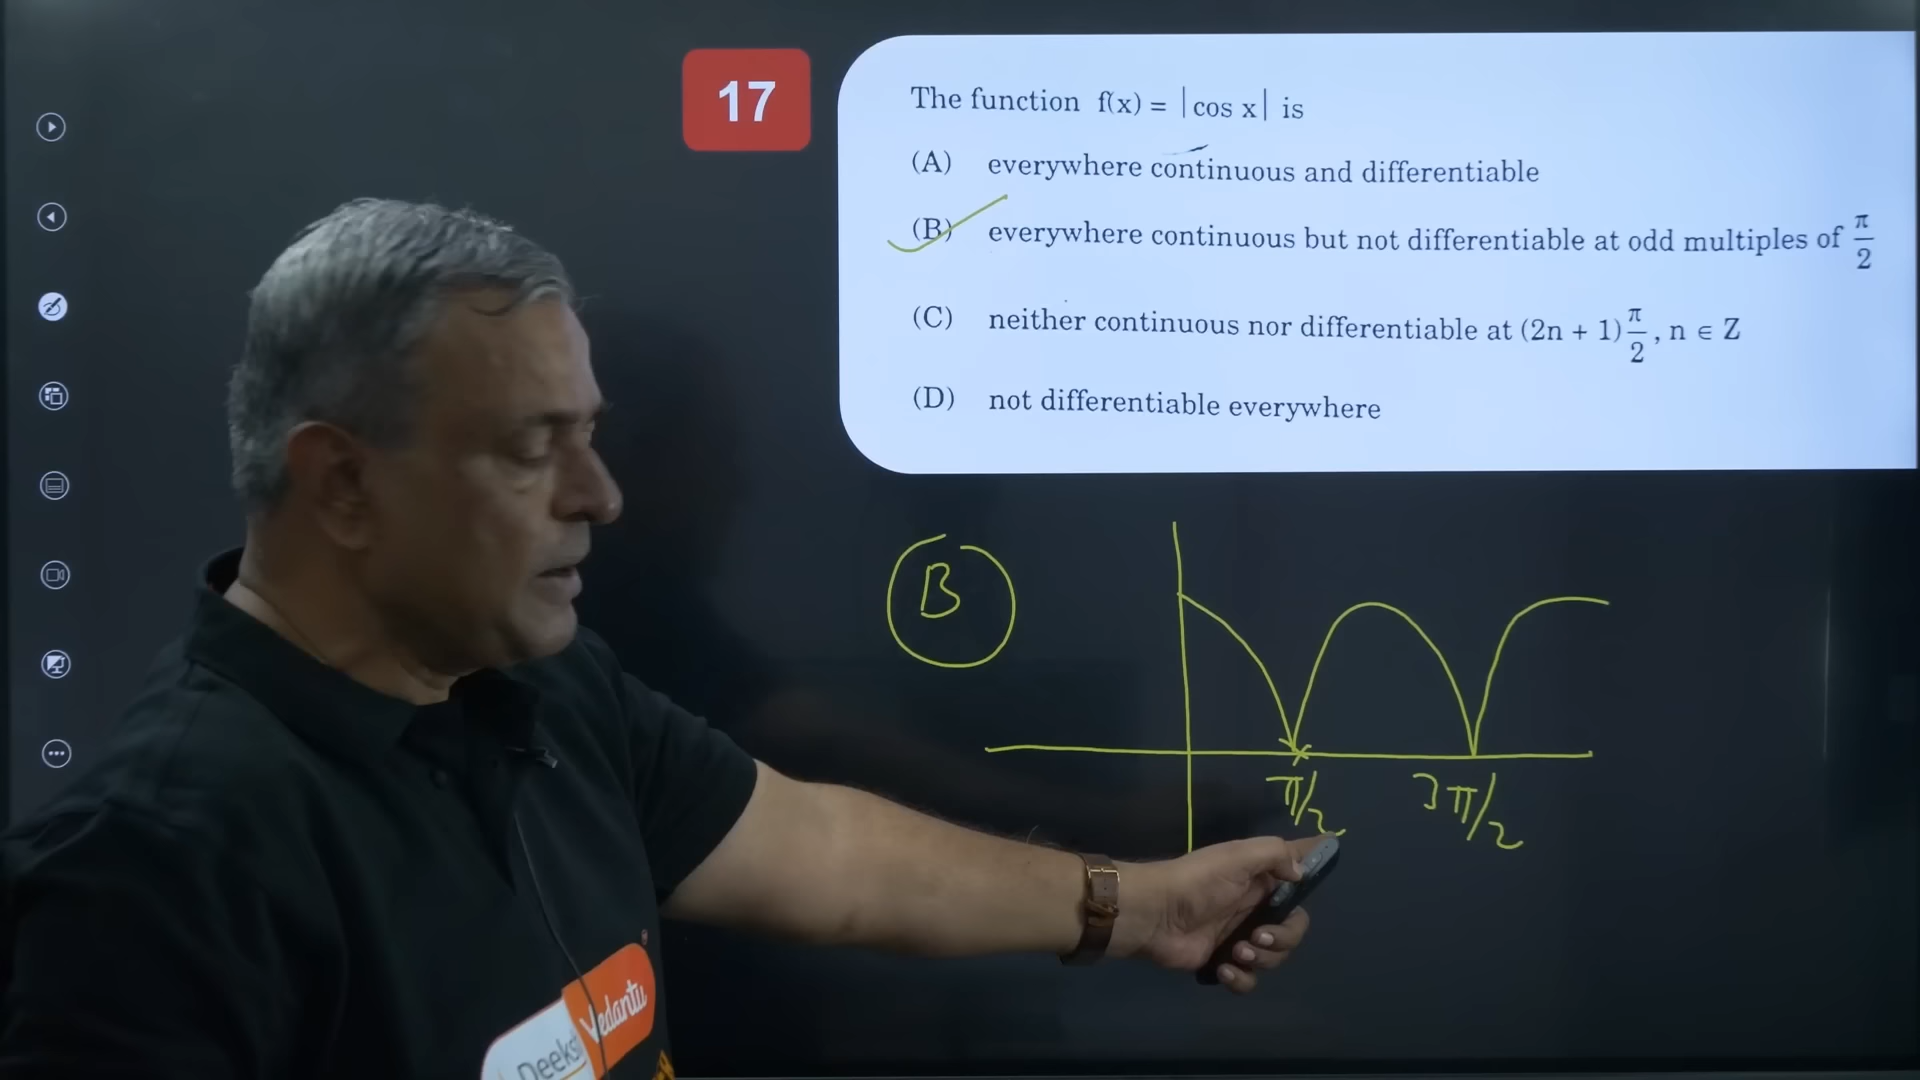 17
The function f(x) = |cos x| is
(A) everywhere continuous and differentiable
(B) everywhere continuous but not differentiable at odd multiples of π/2
(C) neither continuous nor differentiable at (2n + 1) π/2, n ∈ Z
(D) not differentiable everywhere
B
π/2 3π/2
Vedantu